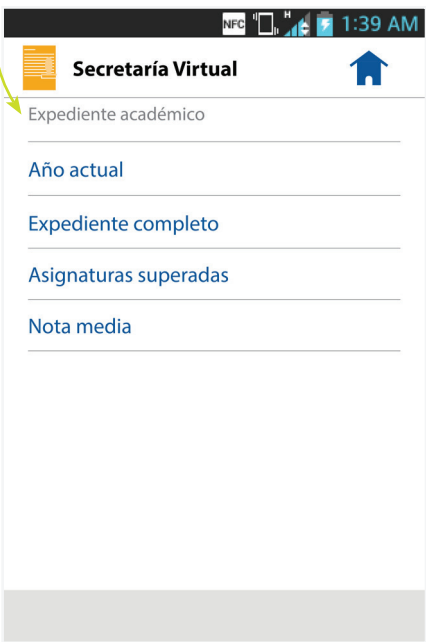 NFC H 1:39 AM
Secretaría Virtual
Expediente académico
Año actual
Expediente completo
Asignaturas superadas
Nota media